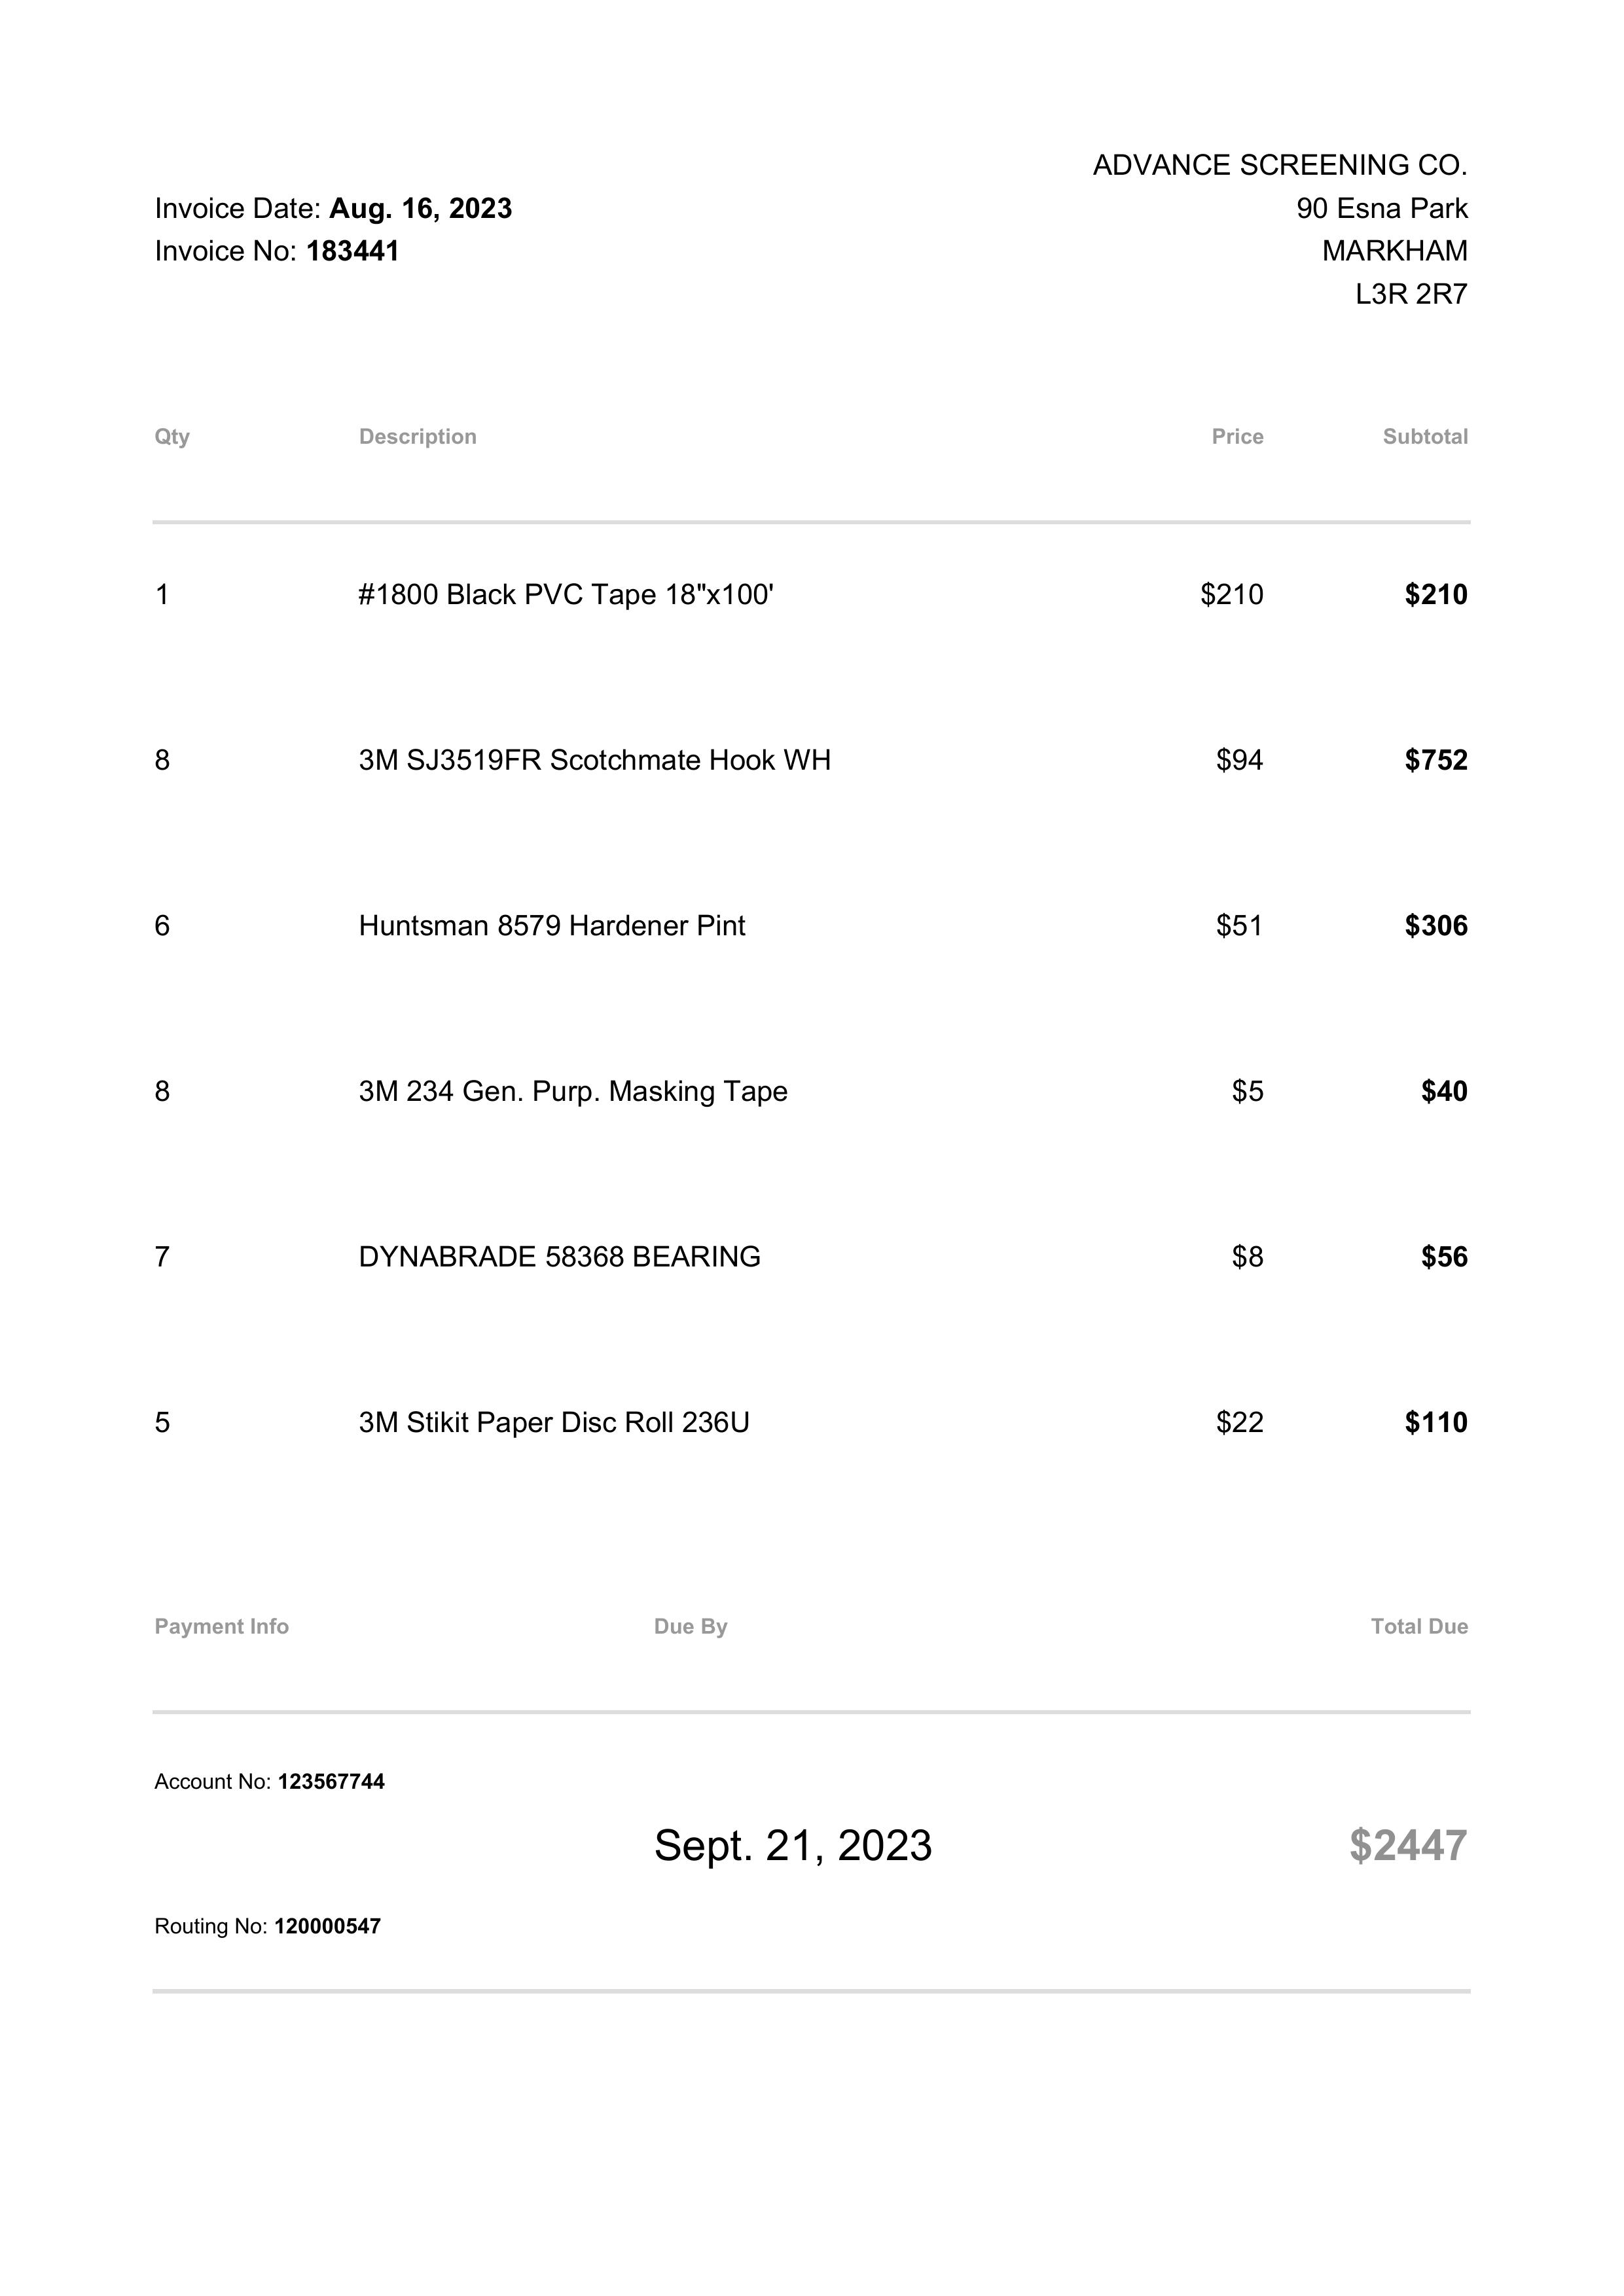 ADVANCE SCREENING CO.
Invoice Date: Aug. 16, 2023 90 Esna Park
Invoice No: 183441 MARKHAM
L3R 2R7
Qty Description Price Subtotal
1 #1800 Black PVC Tape 18"x100' $210 $210
8 3M SJ3519FR Scotchmate Hook WH $94 $752
6 Huntsman 8579 Hardener Pint $51 $306
8 3M 234 Gen. Purp. Masking Tape $5 $40
7 DYNABRADE 58368 BEARING $8 $56
5 3M Stikit Paper Disc Roll 236U $22 $110
Payment Info Due By Total Due
Account No: 123567744
Sept. 21, 2023 $2447
Routing No: 120000547